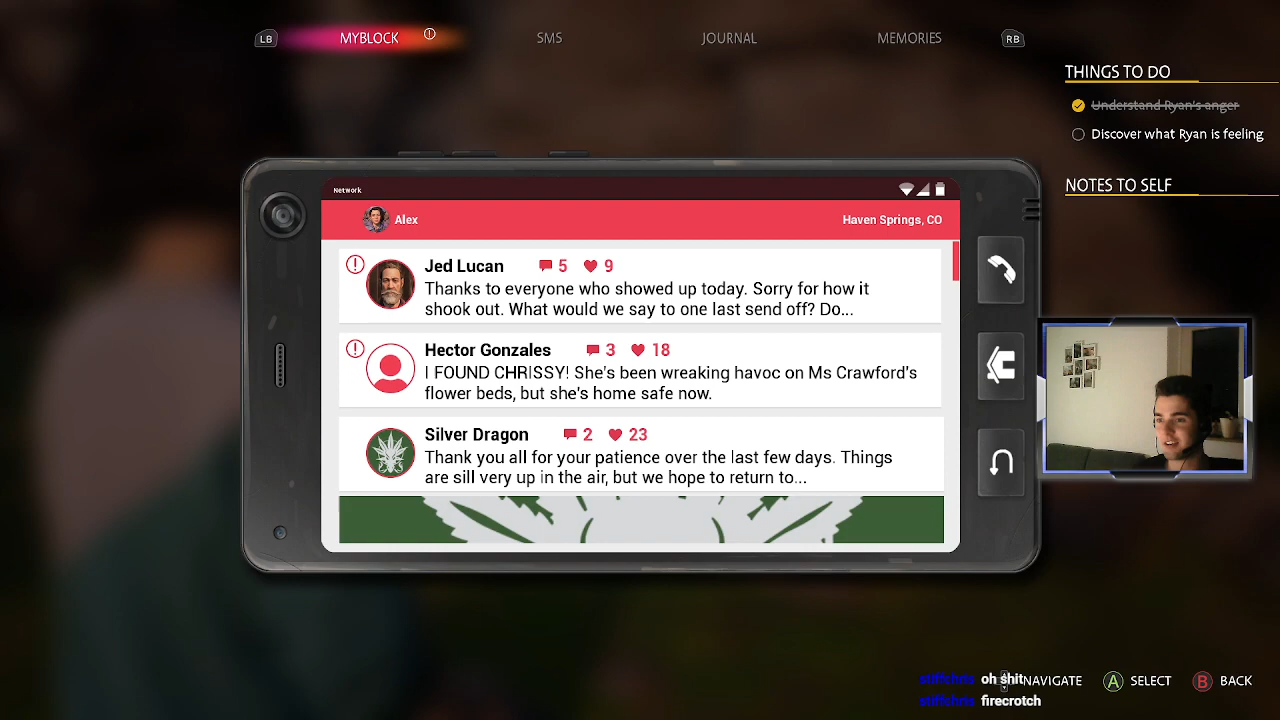 LB
MYBLOCK
SMS
JOURNAL
MEMORIES
RB
THINGS TO DO
Understand Ryan's anger
Discover what Ryan is feeling
NOTES TO SELF
Network
Alex
Haven Springs, CO
Jed Lucan 5 9
Thanks to everyone who showed up today. Sorry for how it
shook out. What would we say to one last send off? Do...
Hector Gonzales 3 18
I FOUND CHRISSY! She's been wreaking havoc on Ms Crawford's
flower beds, but she's home safe now.
Silver Dragon 2 23
Thank you all for your patience over the last few days. Things
are sill very up in the air, but we hope to return to...
stiffchris oh shit
NAVIGATE
A SELECT
B BACK
stiffchris firecrotch